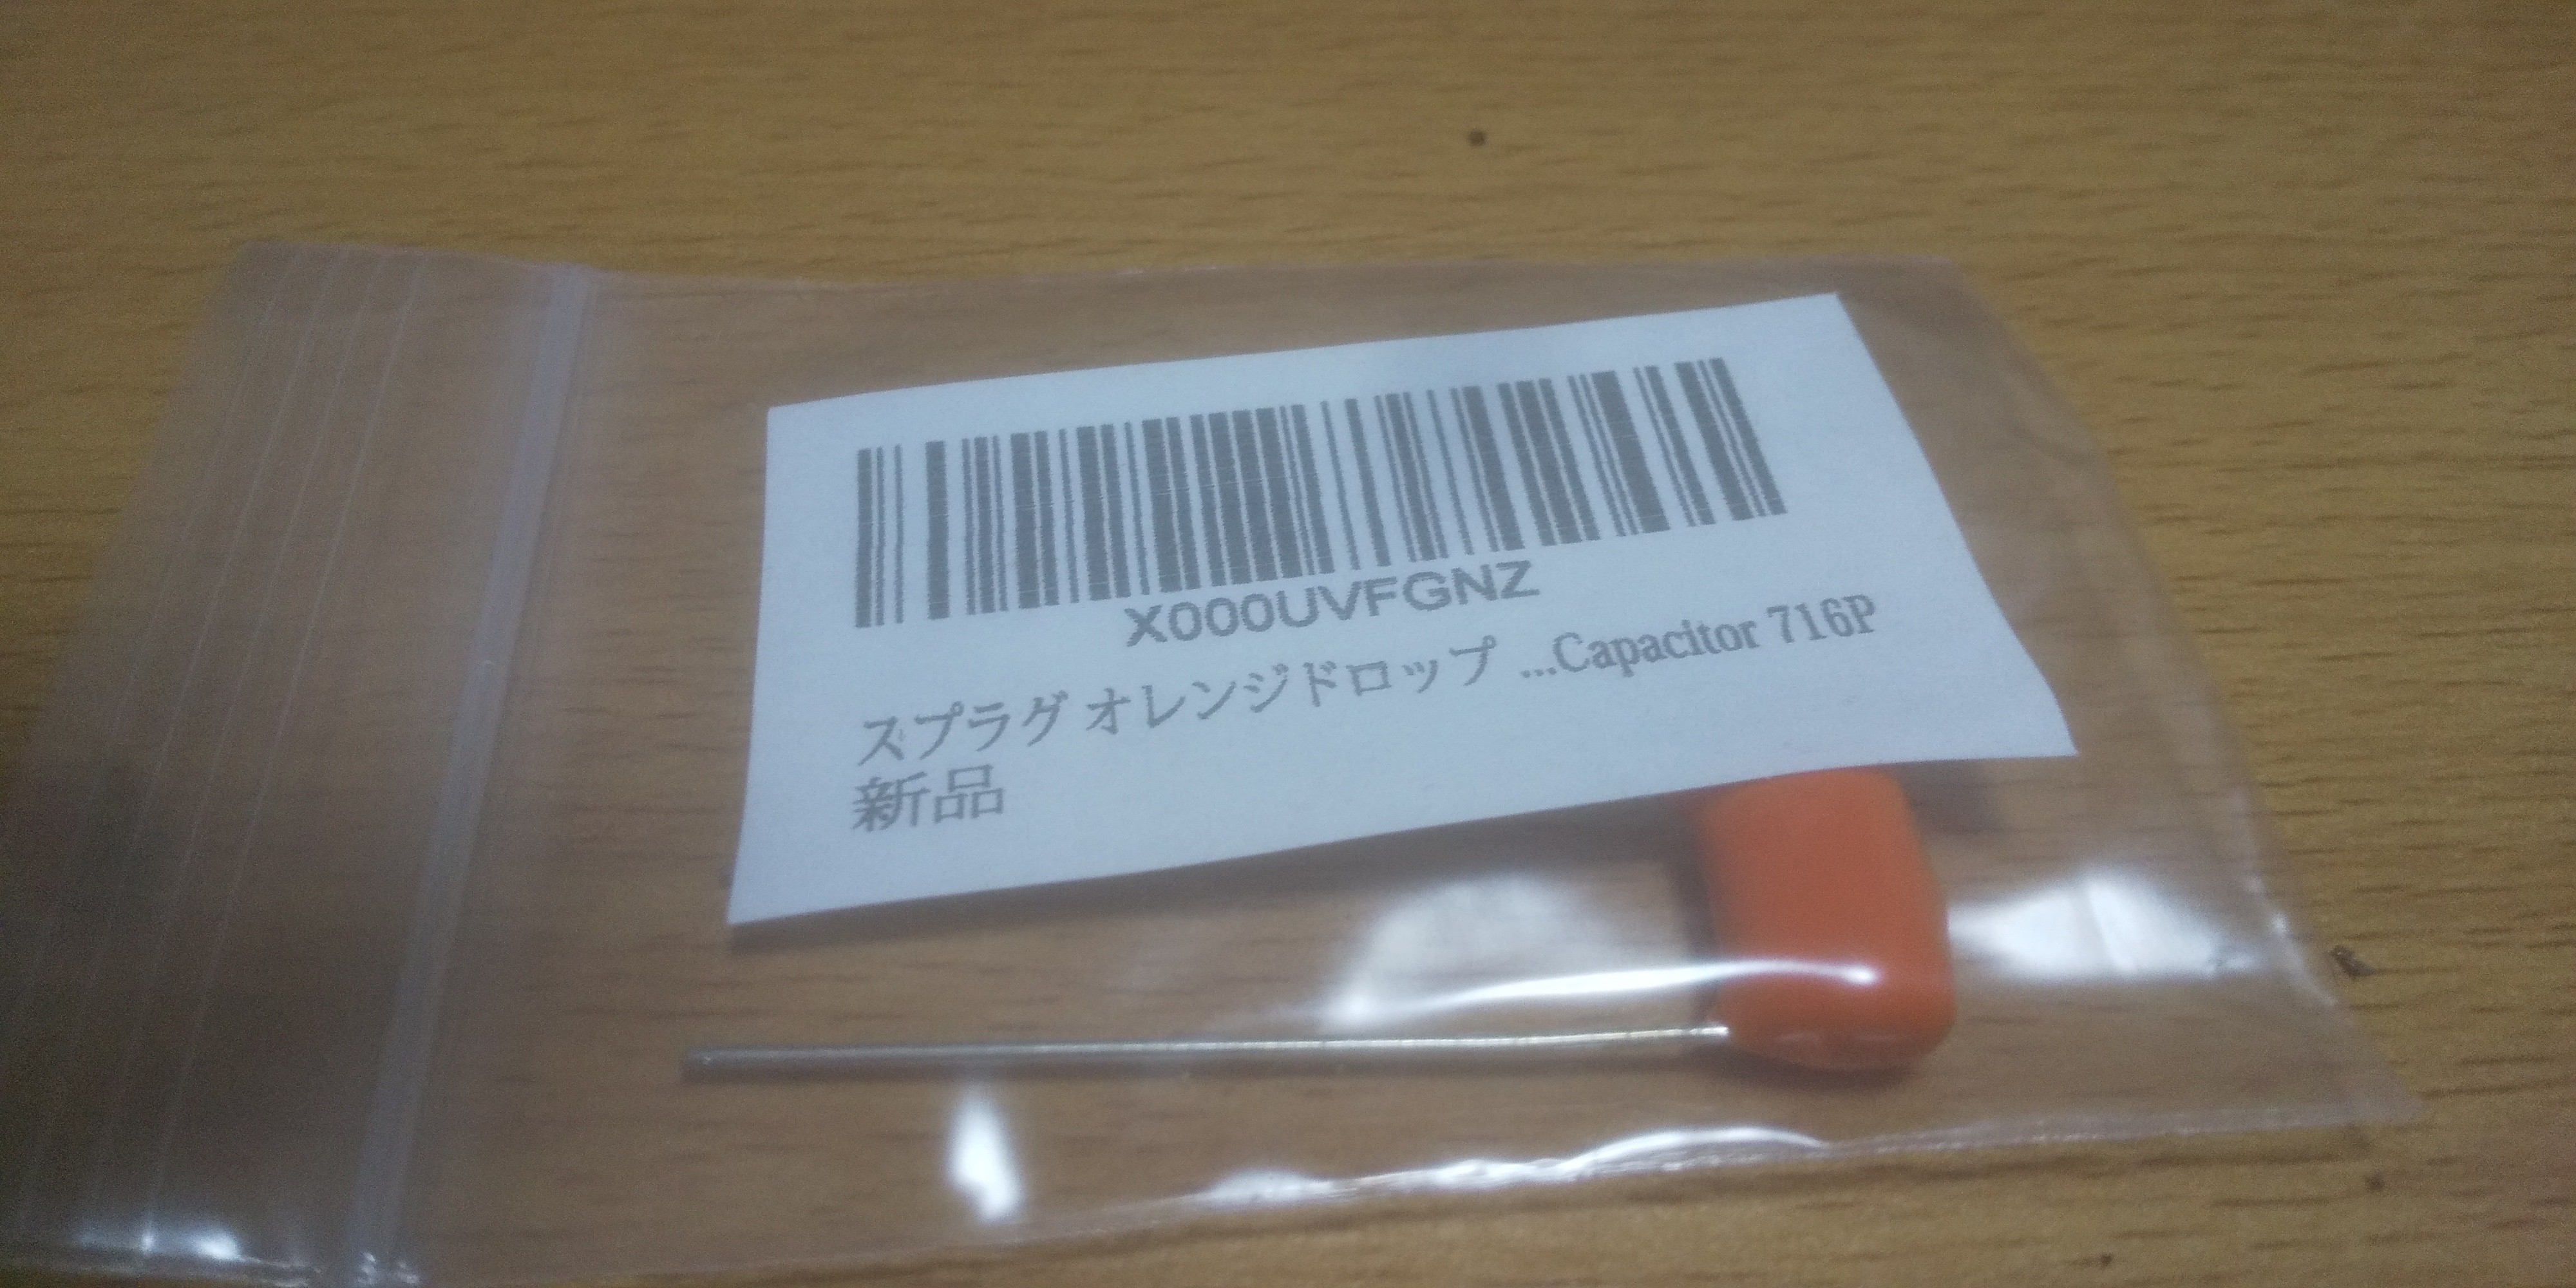 X000UVFGNZ
スプラグ オレンジドロップ ...Capacitor 716P
新品